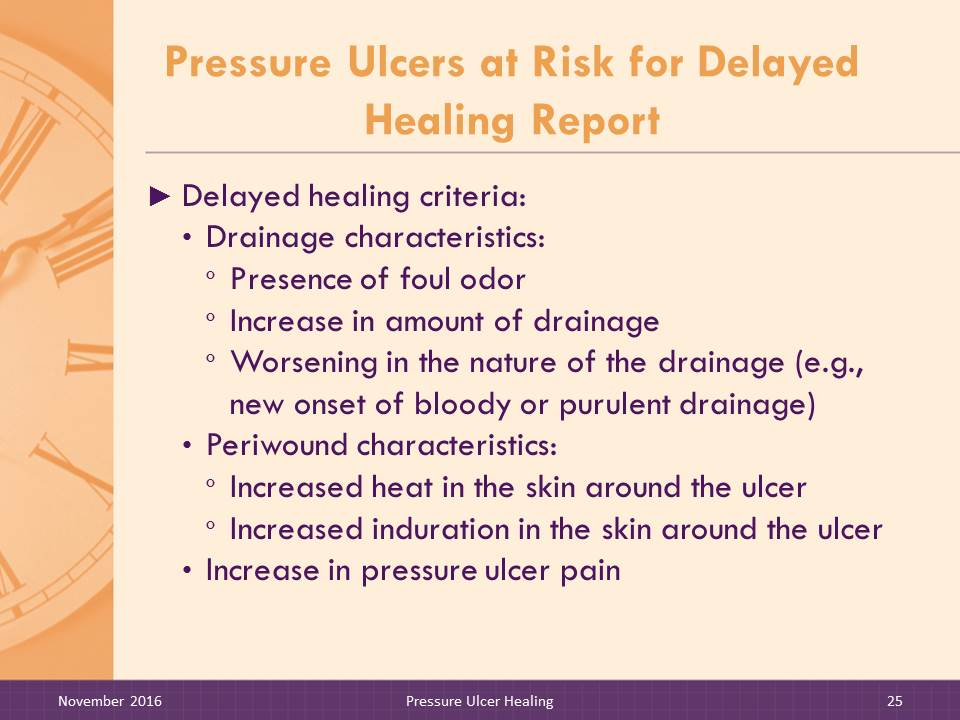 Pressure Ulcers at Risk for Delayed
Healing Report
► Delayed healing criteria:
• Drainage characteristics:
° Presence of foul odor
° Increase in amount of drainage
° Worsening in the nature of the drainage (e.g.,
new onset of bloody or purulent drainage)
• Periwound characteristics:
° Increased heat in the skin around the ulcer
° Increased induration in the skin around the ulcer
• Increase in pressure ulcer pain
November 2016
Pressure Ulcer Healing
25